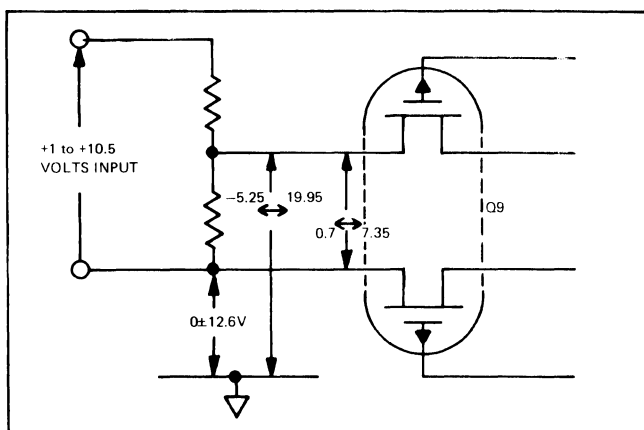 +1 to +10.5
VOLTS INPUT
−5.25 19.95
0.7 7.35
Q9
0±12.6V